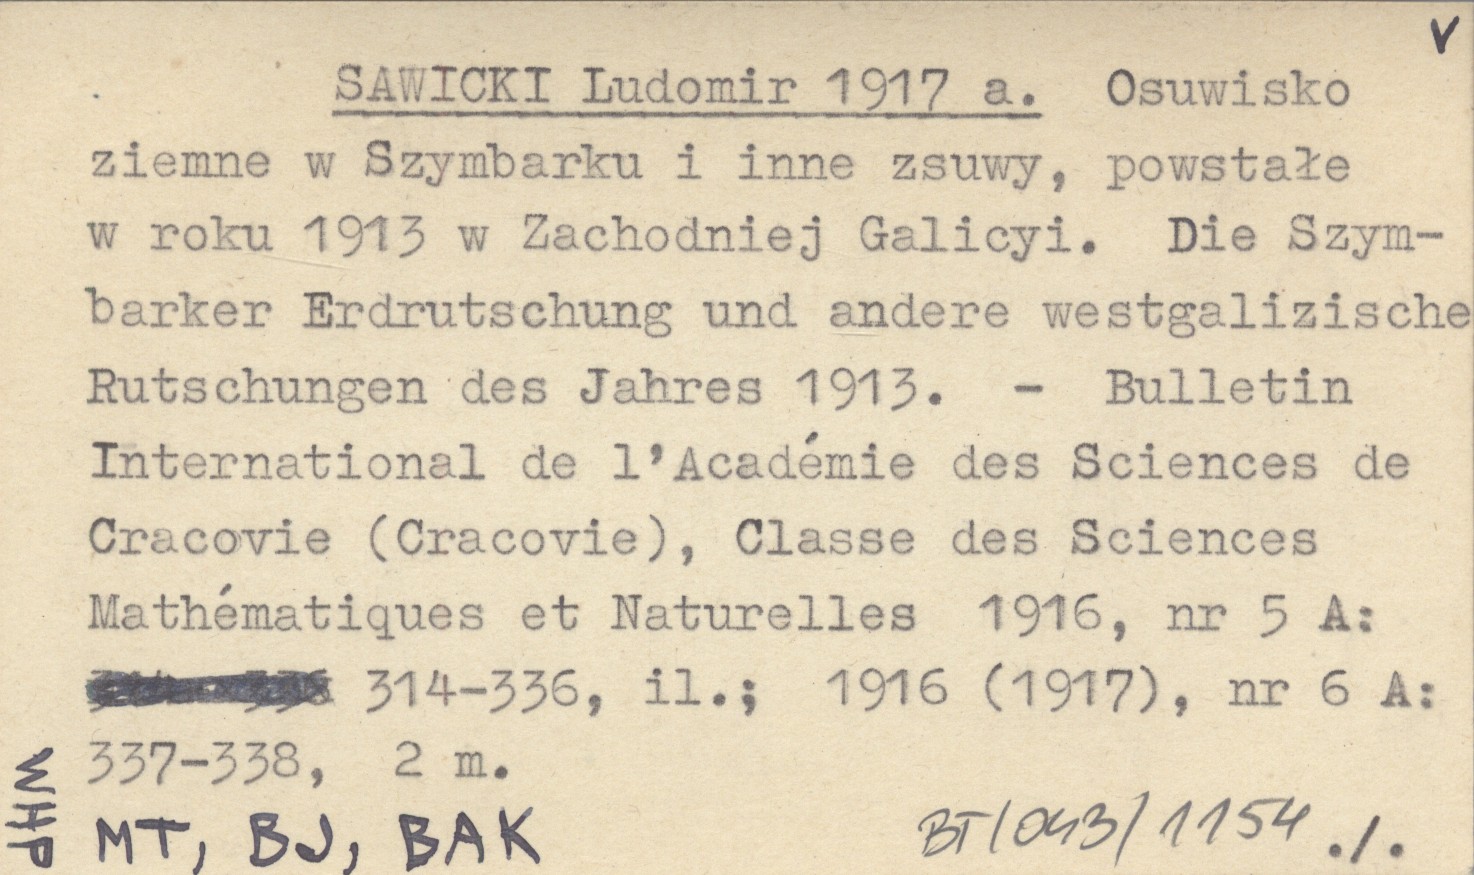 V
SAWICKI Ludomir 1917 a. Osuwisko
ziemne w Szymbarku i inne zsuwy, powstałe
w roku 1913 w Zachodniej Galicyi. Die Szym-
barker Erdrutschung und andere westgalizische
Rutschungen des Jahres 1913. - Bulletin
International de l'Académie des Sciences de
Cracovie (Cracovie), Classe des Sciences
Mathématiques et Naturelles 1916, nr 5 A:
314-336, il.; 1916 (1917), nr 6 A:
337-338, 2 m.
WHP
MT, BJ, BAK
BT/043/1154 ./.